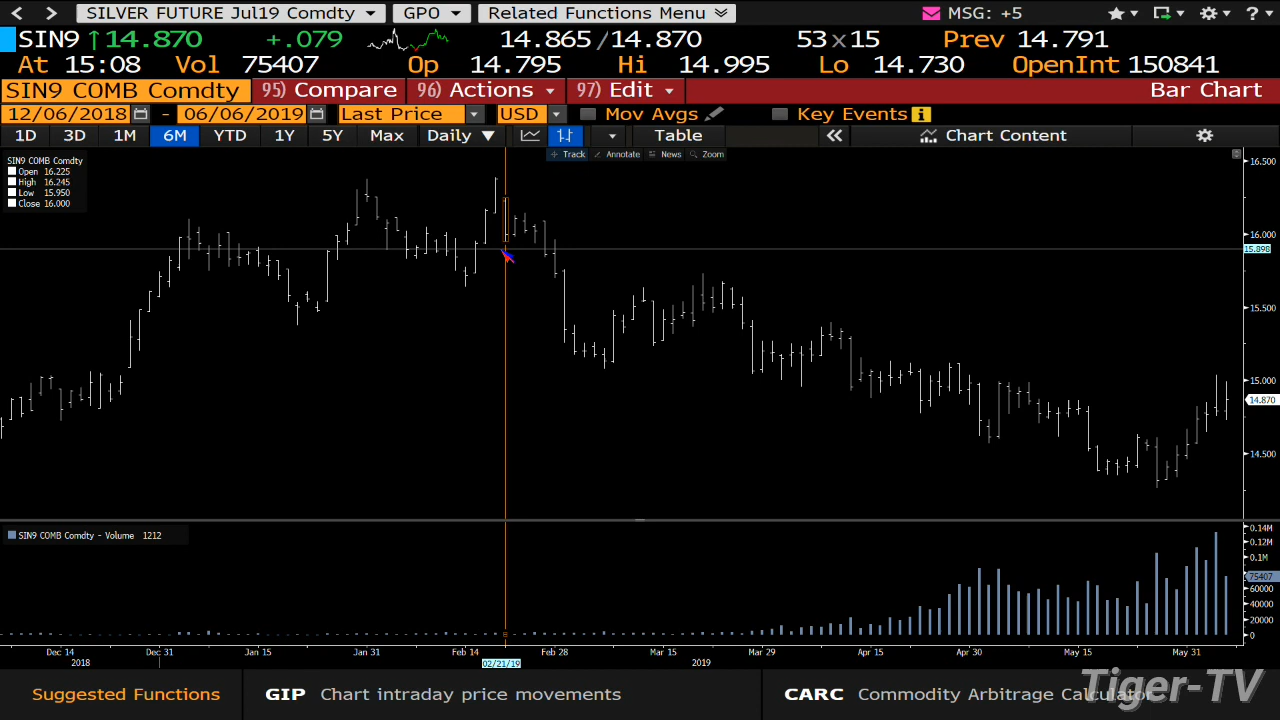 SILVER FUTURE Jul19 Comdty GPO Related Functions Menu MSG: +5 ?
SIN9 ↑14.870 +.079 14.865/14.870 53x15 Prev 14.791
At 15:08 Vol 75407 Op 14.795 Hi 14.995 Lo 14.730 OpenInt 150841
SIN9 COMB Comdty 95) Compare 96) Actions 97) Edit Bar Chart
12/06/2018 - 06/06/2019 Last Price USD Mov Avgs Key Events i
1D 3D 1M 6M YTD 1Y 5Y Max Daily ▼ Table « Chart Content
Track Annotate News Zoom
SIN9 COMB Comdty
Open 16.225
High 16.245
Low 15.950
Close 16.000
16.500
16.000
15.898
15.500
15.000
14.870
14.500
SIN9 COMB Comdty - Volume 1212
0.14M
0.12M
0.1M
75407
60000
40000
20000
0
Dec 14 Dec 31 Jan 15 Jan 31 Feb 14 Feb 28 Mar 15 Mar 29 Apr 15 Apr 30 May 15 May 31
2018 02/21/19 2019
Suggested Functions GIP Chart intraday price movements CARC Commodity Arbitrage Calculator
Tiger-TV